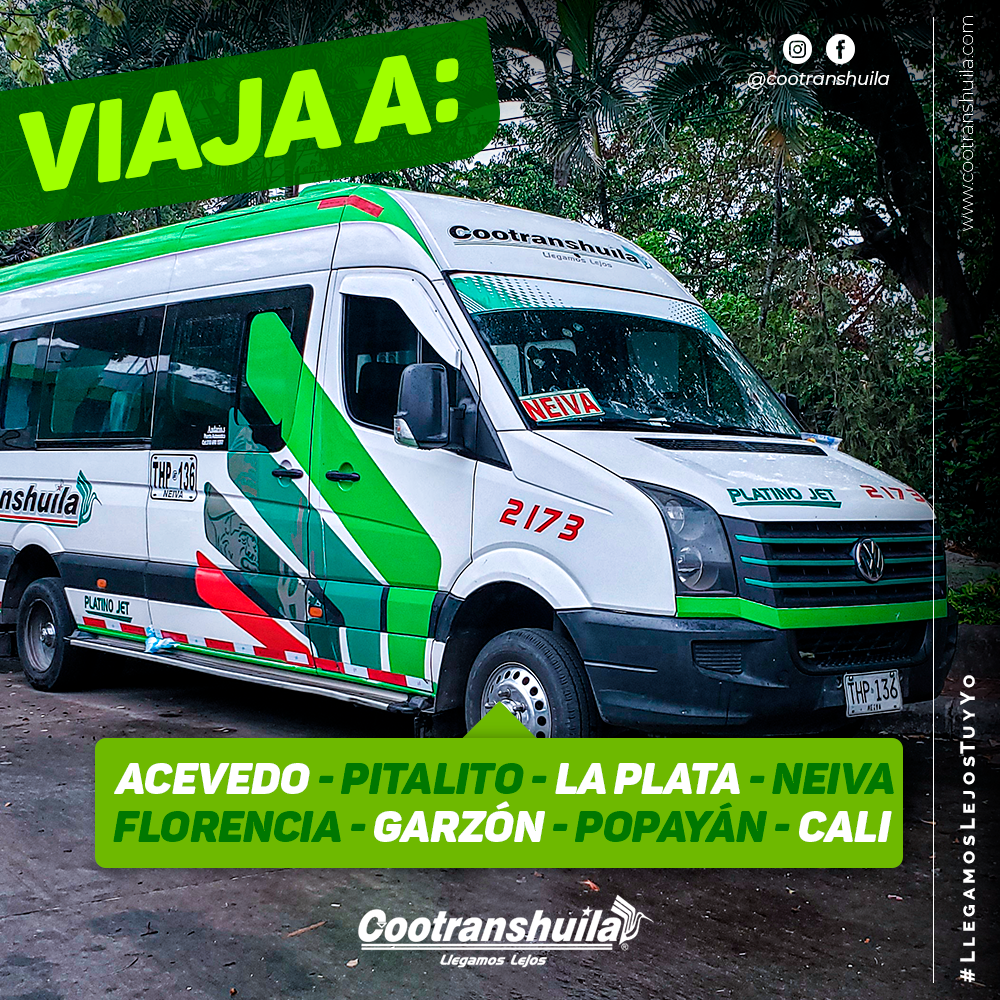 VIAJA A:
@cootranshuila
www.cootranshuila.com
Cootranshuila
Llegamos Lejos
NEIVA
THP 136
NEIVA
anshuila
2173
PLATINO JET
2173
PLATINO JET
THP-136
NEIVA
ACEVEDO - PITALITO - LA PLATA - NEIVA
FLORENCIA - GARZÓN - POPAYÁN - CALI
Cootranshuila
Llegamos Lejos
#LLEGAMOSLEJOSTUYYO